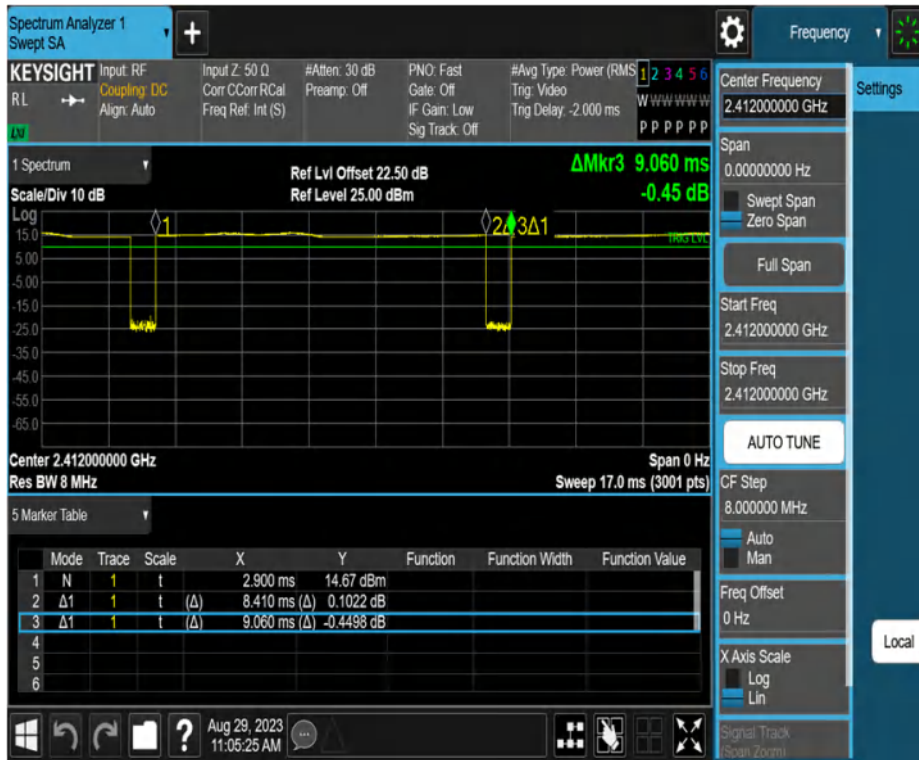 Spectrum Analyzer 1
Swept SA
+
Frequency
KEYSIGHT
RL
LXI
Input: RF
Coupling: DC
Align: Auto
Input Z: 50 Ω
Corr CCorr RCal
Freq Ref: Int (S)
#Atten: 30 dB
Preamp: Off
PNO: Fast
Gate: Off
IF Gain: Low
Sig Track: Off
#Avg Type: Power (RMS
Trig: Video
Trig Delay: -2.000 ms
1 2 3 4 5 6
W W W W W W
P P P P P P
1 Spectrum
Scale/Div 10 dB
Ref Lvl Offset 22.50 dB
Ref Level 25.00 dBm
ΔMkr3 9.060 ms
-0.45 dB
Log
15.0
5.00
-5.00
-15.0
-25.0
-35.0
-45.0
-55.0
-65.0
1
2Δ 3Δ1
TRIG LVL
Center 2.412000000 GHz
Res BW 8 MHz
Span 0 Hz
Sweep 17.0 ms (3001 pts)
5 Marker Table
Mode Trace Scale X Y Function Function Width Function Value
1 N 1 t 2.900 ms 14.67 dBm
2 Δ1 1 t (Δ) 8.410 ms (Δ) 0.1022 dB
3 Δ1 1 t (Δ) 9.060 ms (Δ) -0.4498 dB
4
5
6
?
Aug 29, 2023
11:05:25 AM
Center Frequency
2.412000000 GHz
Span
0.00000000 Hz
Swept Span
Zero Span
Full Span
Start Freq
2.412000000 GHz
Stop Freq
2.412000000 GHz
AUTO TUNE
CF Step
8.000000 MHz
Auto
Man
Freq Offset
0 Hz
X Axis Scale
Log
Lin
Signal Track
(Span Zoom)
Settings
Local